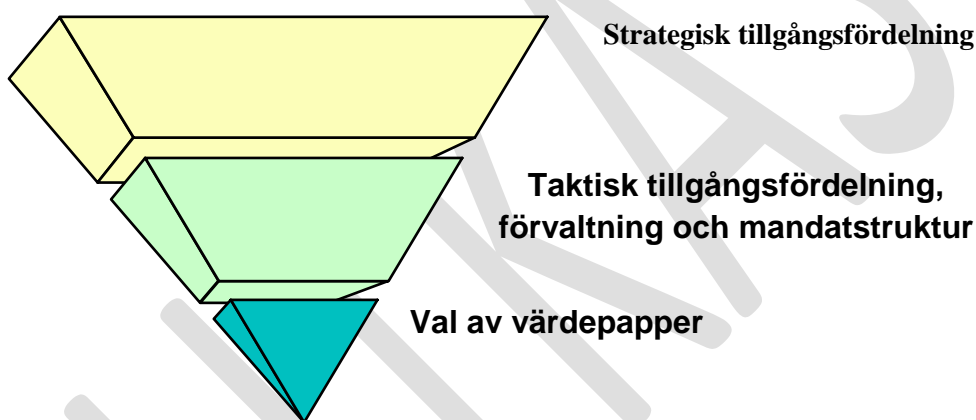 Strategisk tillgångsfördelning
Taktisk tillgångsfördelning,
förvaltning och mandatstruktur
Val av värdepapper